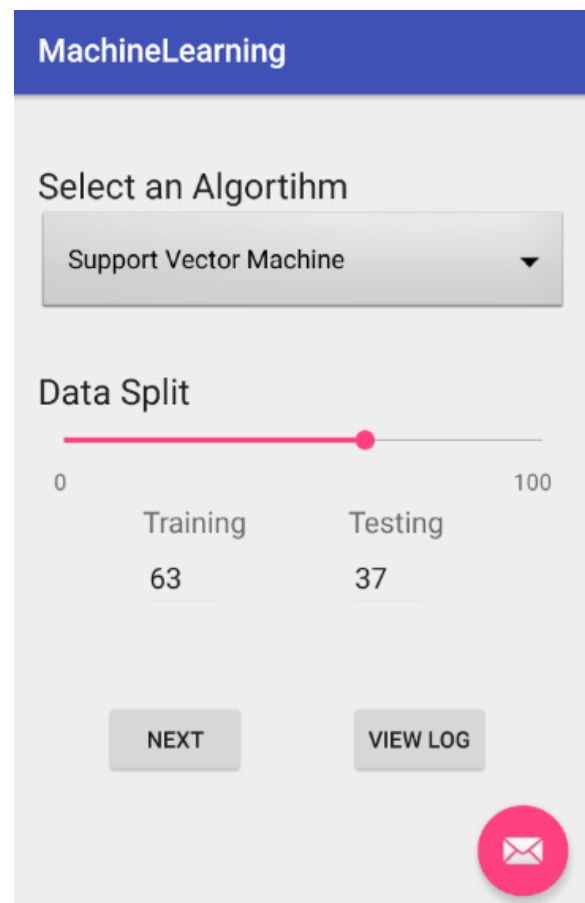 MachineLearning
Select an Algortihm
Support Vector Machine
Data Split
0 100
Training Testing
63 37
NEXT VIEW LOG